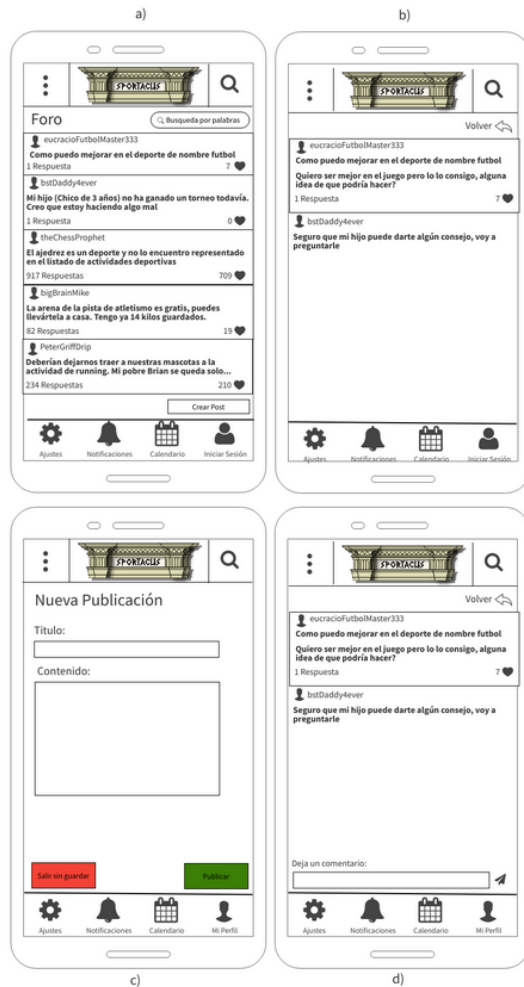 a)
SPORTACUS
Foro
Busqueda por palabras
eucracioFutbolMaster333
Como puedo mejorar en el deporte de nombre futbol
1 Respuesta 7
bstDaddy4ever
Mi hijo (Chico de 3 años) no ha ganado un torneo todavía.
Creo que estoy haciendo algo mal
1 Respuesta 0
theChessProphet
El ajedrez es un deporte y no lo encuentro representado
en el listado de actividades deportivas
917 Respuestas 709
bigBrainMike
La arena de la pista de atletismo es gratis, puedes
llevártela a casa. Tengo ya 14 kilos guardados.
82 Respuestas 19
PeterGriffDrip
Deberían dejarnos traer a nuestras mascotas a la
actividad de running. Mi pobre Brian se queda solo...
234 Respuestas 210
Crear Post
Ajustes Notificaciones Calendario Iniciar Sesión
b)
SPORTACUS
Volver
eucracioFutbolMaster333
Como puedo mejorar en el deporte de nombre futbol
Quiero ser mejor en el juego pero lo lo consigo, alguna
idea de que podría hacer?
1 Respuesta 7
bstDaddy4ever
Seguro que mi hijo puede darte algún consejo, voy a
preguntarle
Ajustes Notificaciones Calendario Iniciar Sesión
SPORTACUS
Nueva Publicación
Título:
Contenido:
Salir sin guardar Publicar
Ajustes Notificaciones Calendario Mi Perfil
c)
SPORTACUS
Volver
eucracioFutbolMaster333
Como puedo mejorar en el deporte de nombre futbol
Quiero ser mejor en el juego pero lo lo consigo, alguna
idea de que podría hacer?
1 Respuesta 7
bstDaddy4ever
Seguro que mi hijo puede darte algún consejo, voy a
preguntarle
Deja un comentario:
Ajustes Notificaciones Calendario Mi Perfil
d)